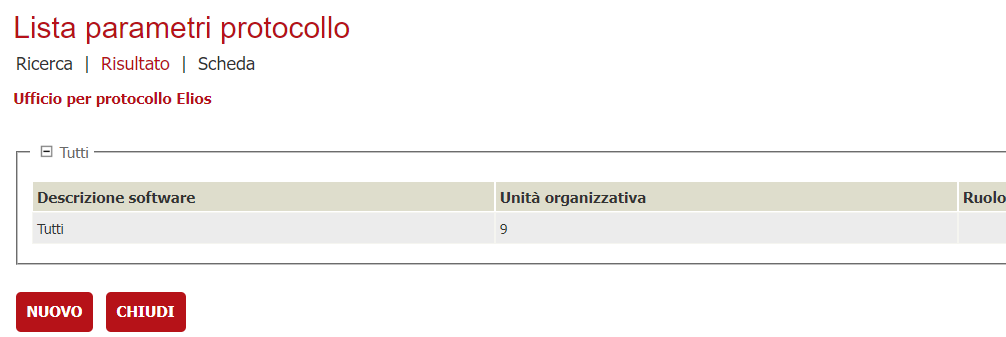 Lista parametri protocollo
Ricerca | Risultato | Scheda
Ufficio per protocollo Elios
Tutti
Descrizione software Unità organizzativa Ruolo
Tutti 9
NUOVO CHIUDI